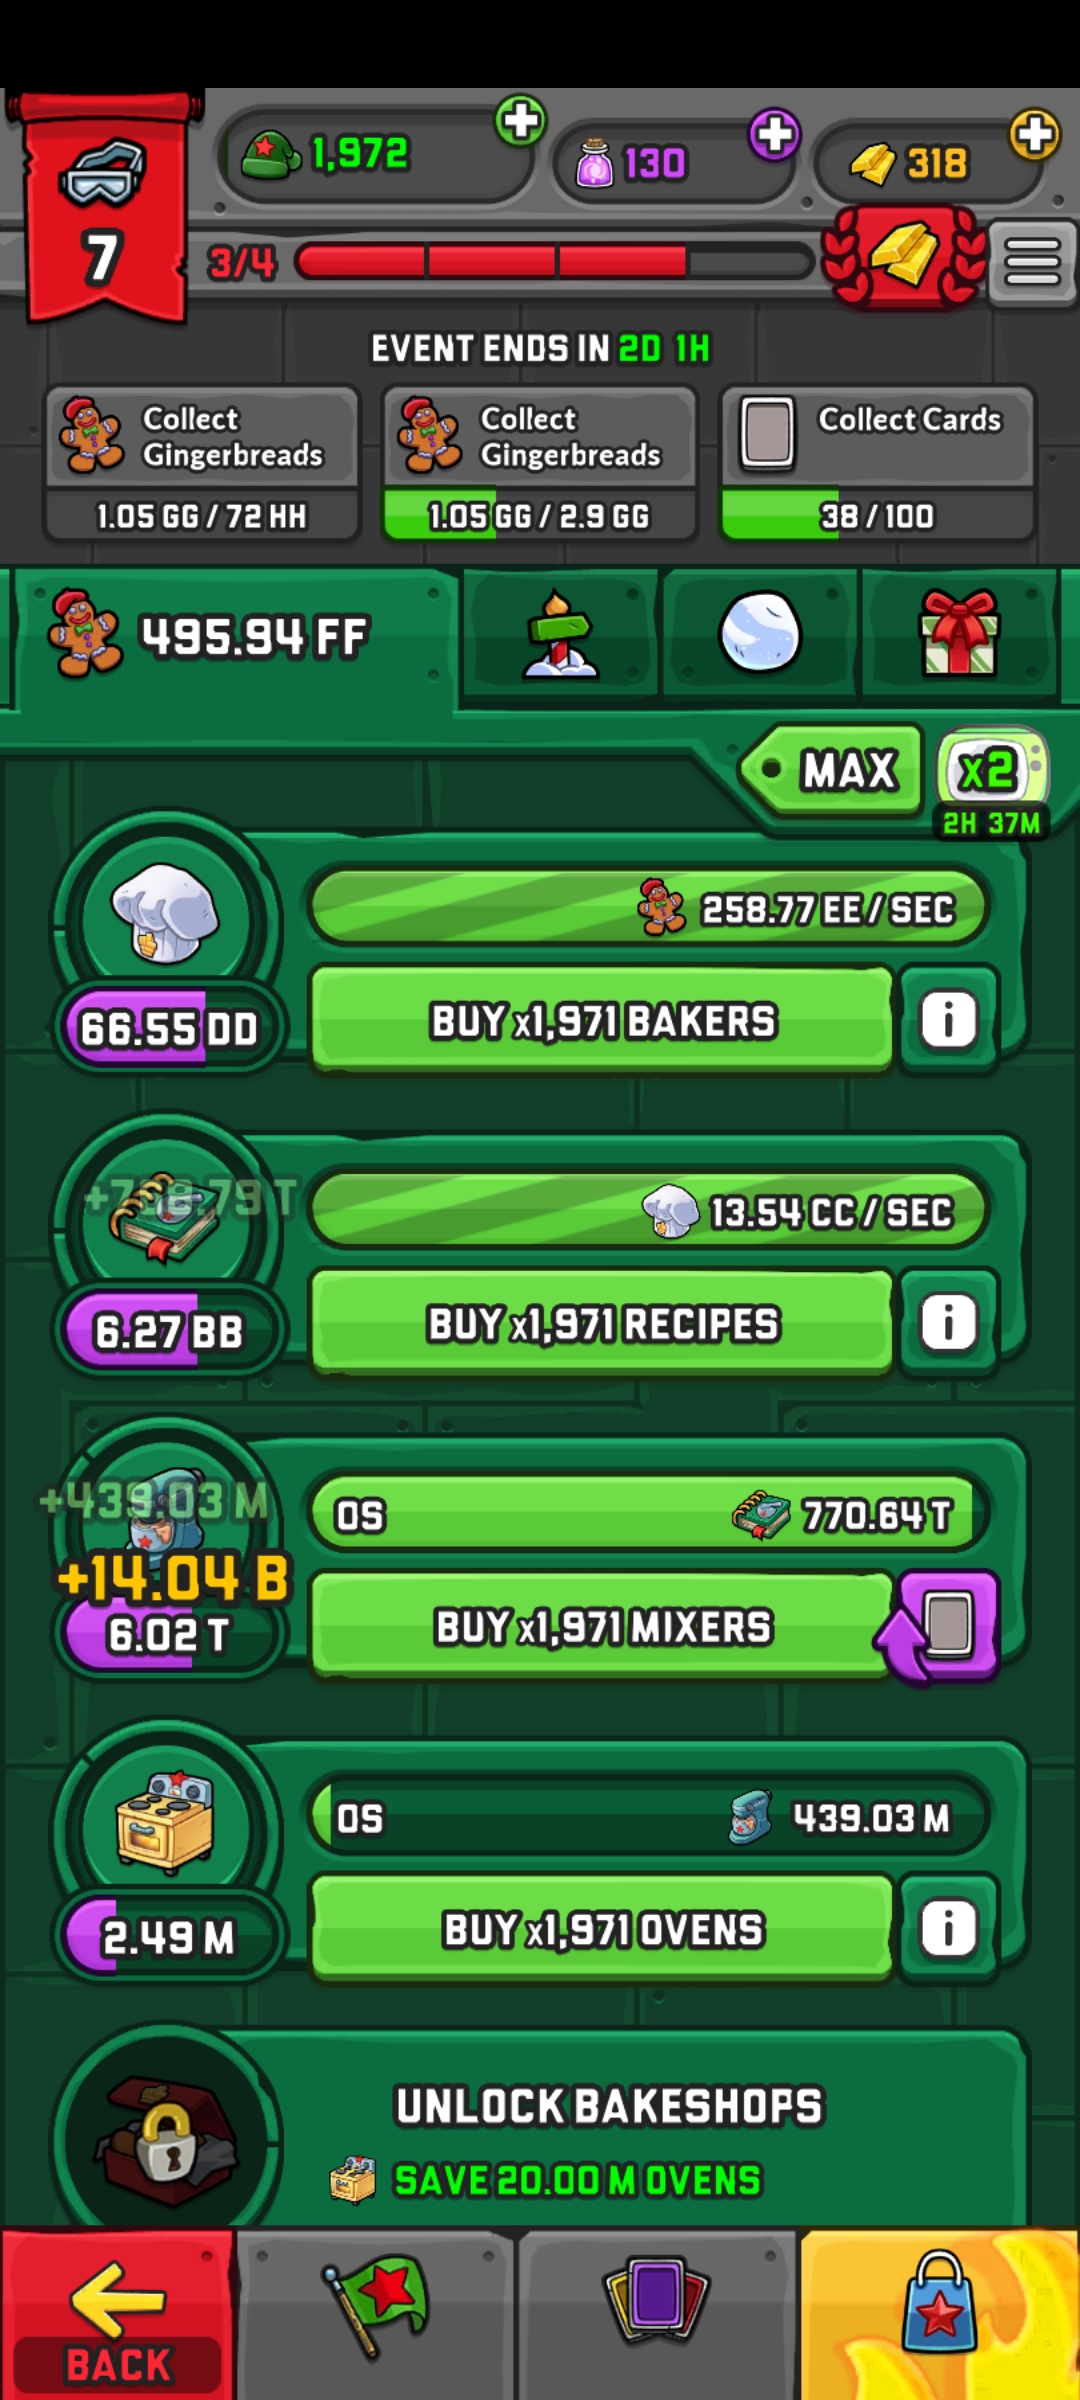 1,972
130
318
7
3/4
EVENT ENDS IN 2D 1H
Collect
Gingerbreads
1.05 GG / 72 HH
Collect
Gingerbreads
1.05 GG / 2.9 GG
Collect Cards
38 / 100
495.94 FF
MAX
x2
2H 37M
258.77 EE / SEC
66.55 DD
BUY x1,971 BAKERS
i
13.54 CC / SEC
6.27 BB
BUY x1,971 RECIPES
i
+439.03 M
0S
770.64 T
+14.04 B
6.02 T
BUY x1,971 MIXERS
0S
439.03 M
2.49 M
BUY x1,971 OVENS
i
UNLOCK BAKESHOPS
SAVE 20.00 M OVENS
BACK